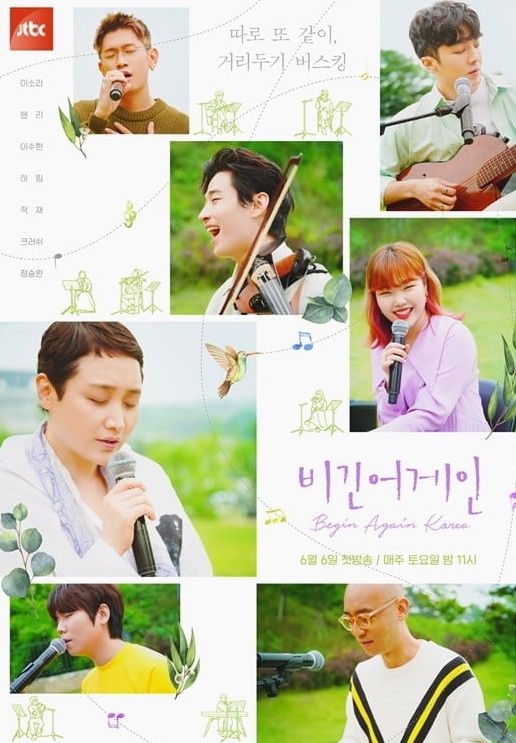 jtbc
따로 또 같이,
거리두기 버스킹
이소라
헨리
이수현
하림
적재
크러쉬
정승환
비긴어게인
Begin Again Korea
6월 6일 첫방송 / 매주 토요일 밤 11시